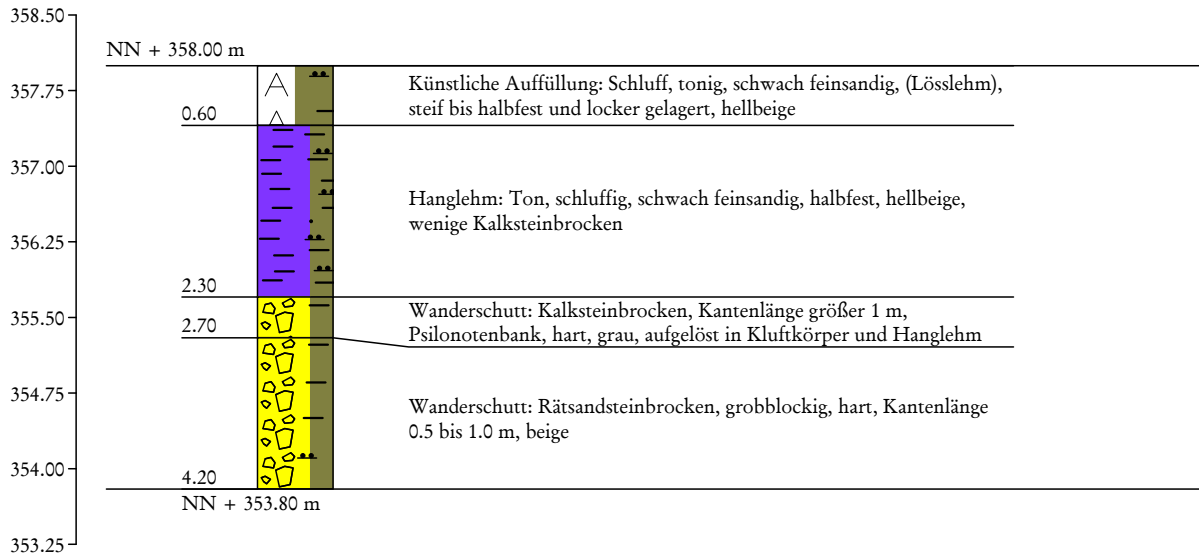 358.50
NN + 358.00 m
357.75
A
Künstliche Auffüllung: Schluff, tonig, schwach feinsandig, (Lösslehm),
steif bis halbfest und locker gelagert, hellbeige
0.60
357.00
Hanglehm: Ton, schluffig, schwach feinsandig, halbfest, hellbeige,
wenige Kalksteinbrocken
356.25
2.30
355.50
Wanderschutt: Kalksteinbrocken, Kantenlänge größer 1 m,
Psilonotenbank, hart, grau, aufgelöst in Kluftkörper und Hanglehm
2.70
354.75
Wanderschutt: Rätsandsteinbrocken, grobblockig, hart, Kantenlänge
0.5 bis 1.0 m, beige
354.00
4.20
NN + 353.80 m
353.25